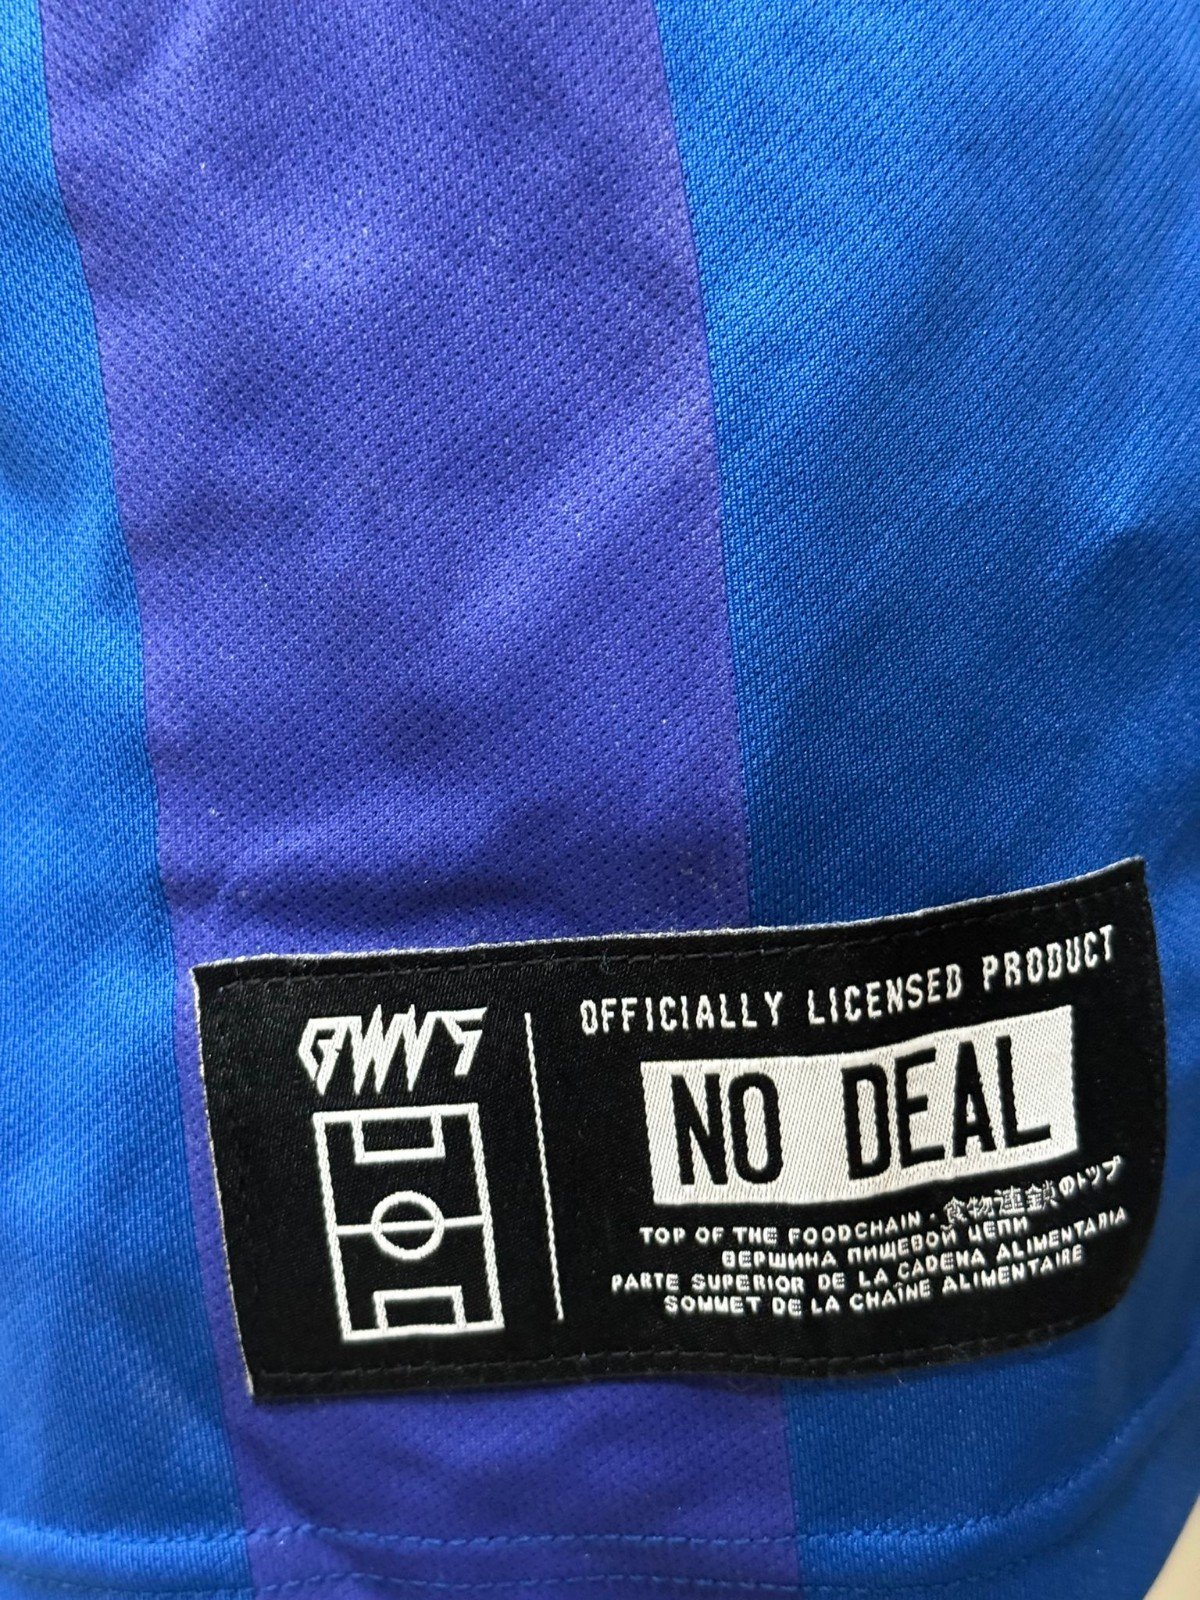 GWNS
OFFICIALLY LICENSED PRODUCT
NO DEAL
TOP OF THE FOODCHAIN · 食物連鎖のトップ
ВЕРШИНА ПИЩЕВОЙ ЦЕПИ
PARTE SUPERIOR DE LA CADENA ALIMENTARIA
SOMMET DE LA CHAÎNE ALIMENTAIRE